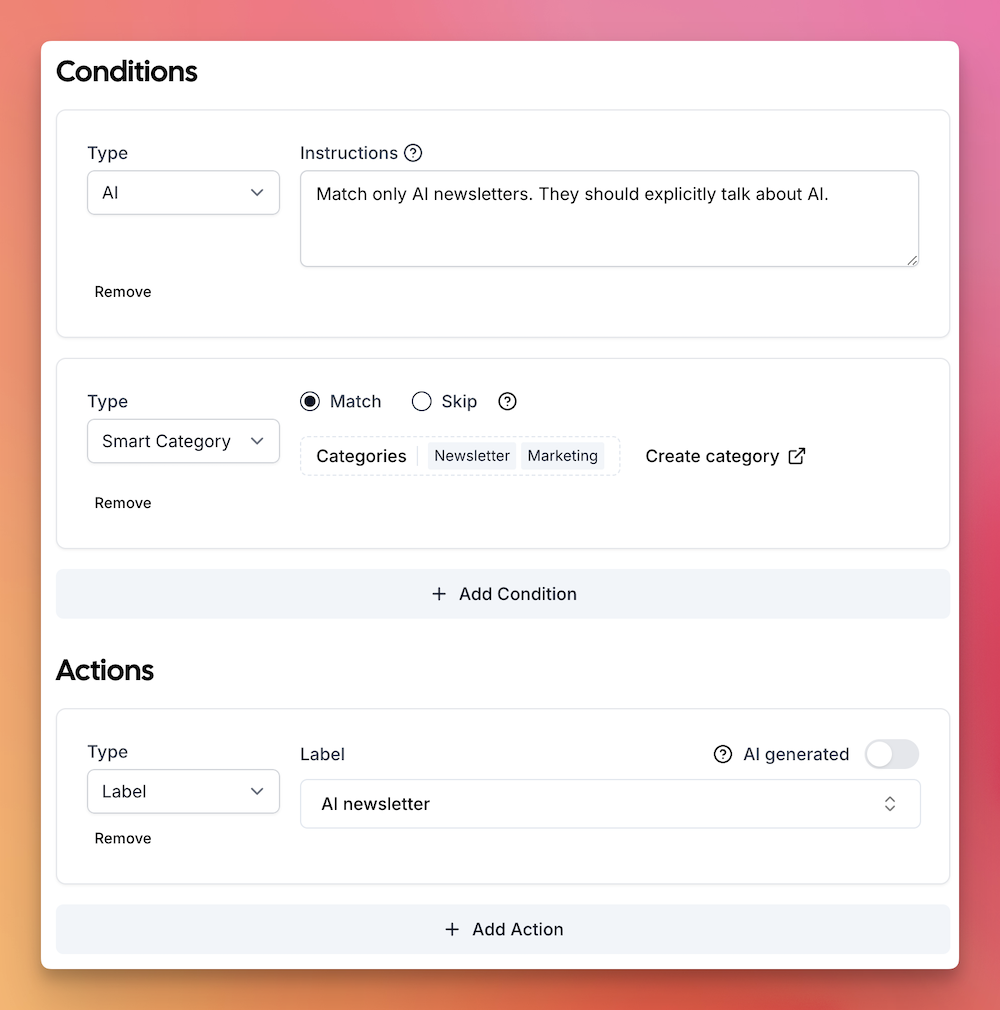 Conditions
Type
Instructions
AI
Match only AI newsletters. They should explicitly talk about AI.
Remove
Type
Match Skip
Smart Category
Categories Newsletter Marketing Create category
Remove
+ Add Condition
Actions
Type
Label AI generated
Label
AI newsletter
Remove
+ Add Action